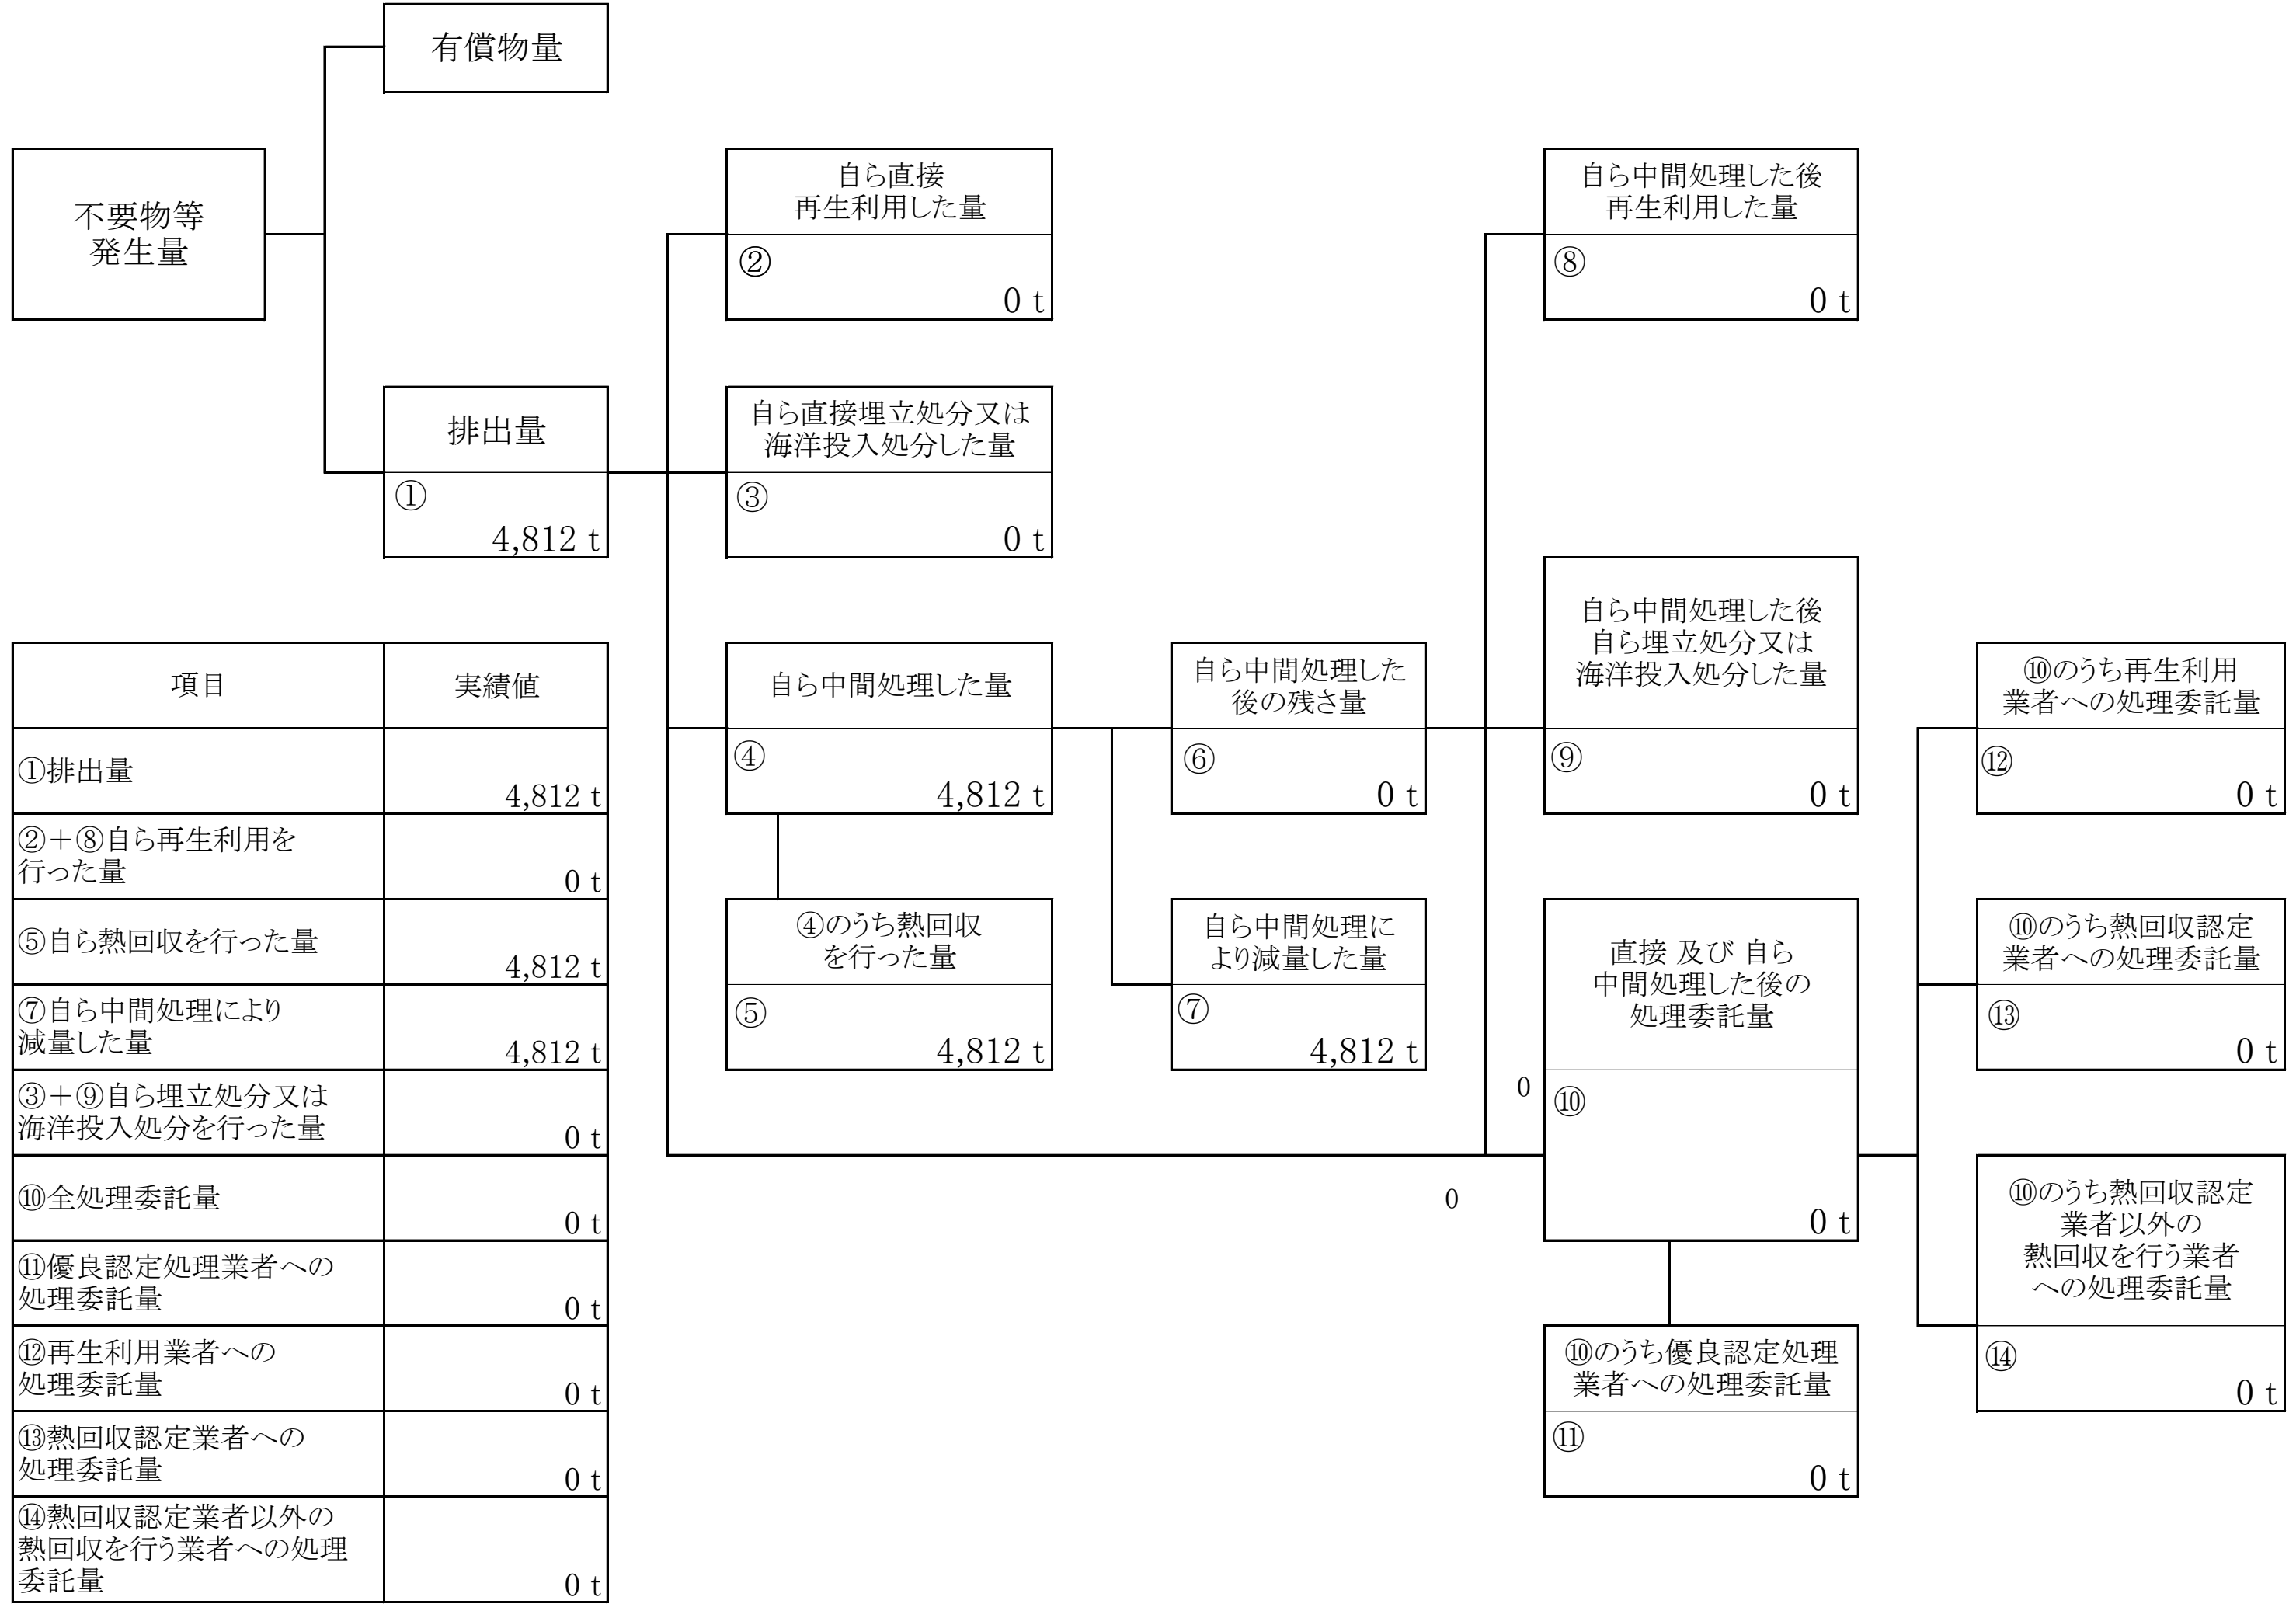 有償物量
不要物等
発生量
自ら直接
再生利用した量
②
0 t
自ら中間処理した後
再生利用した量
⑧
0 t
排出量
①
4,812 t
自ら直接埋立処分又は
海洋投入処分した量
③
0 t
自ら中間処理した量
④
4,812 t
自ら中間処理した
後の残さ量
⑥
0 t
自ら中間処理した後
自ら埋立処分又は
海洋投入処分した量
⑨
0 t
⑩のうち再生利用
業者への処理委託量
⑫
0 t
④のうち熱回収
を行った量
⑤
4,812 t
自ら中間処理に
より減量した量
⑦
4,812 t
直接 及び 自ら
中間処理した後の
処理委託量
0
⑩
0
0 t
⑩のうち熱回収認定
業者への処理委託量
⑬
0 t
⑩のうち熱回収認定
業者以外の
熱回収を行う業者
への処理委託量
⑭
0 t
⑩のうち優良認定処理
業者への処理委託量
⑪
0 t
項目 実績値
①排出量
4,812 t
②＋⑧自ら再生利用を
行った量
0 t
⑤自ら熱回収を行った量
4,812 t
⑦自ら中間処理により
減量した量
4,812 t
③＋⑨自ら埋立処分又は
海洋投入処分を行った量
0 t
⑩全処理委託量
0 t
⑪優良認定処理業者への
処理委託量
0 t
⑫再生利用業者への
処理委託量
0 t
⑬熱回収認定業者への
処理委託量
0 t
⑭熱回収認定業者以外の
熱回収を行う業者への処理
委託量
0 t